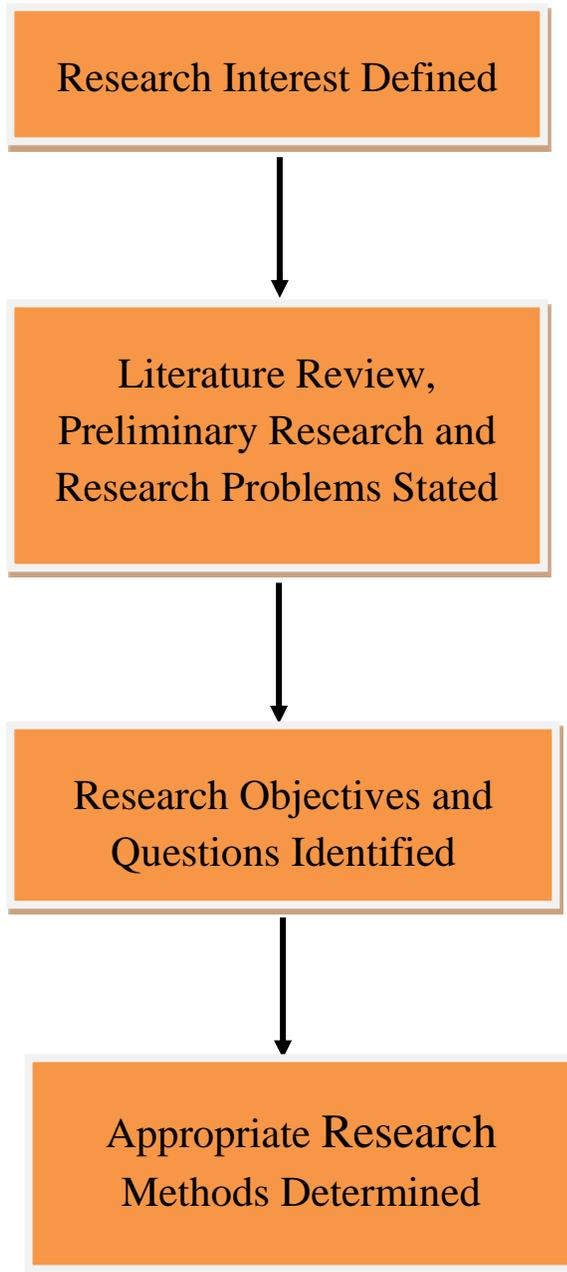 Research Interest Defined
Literature Review,
Preliminary Research and
Research Problems Stated
Research Objectives and
Questions Identified
Appropriate Research
Methods Determined